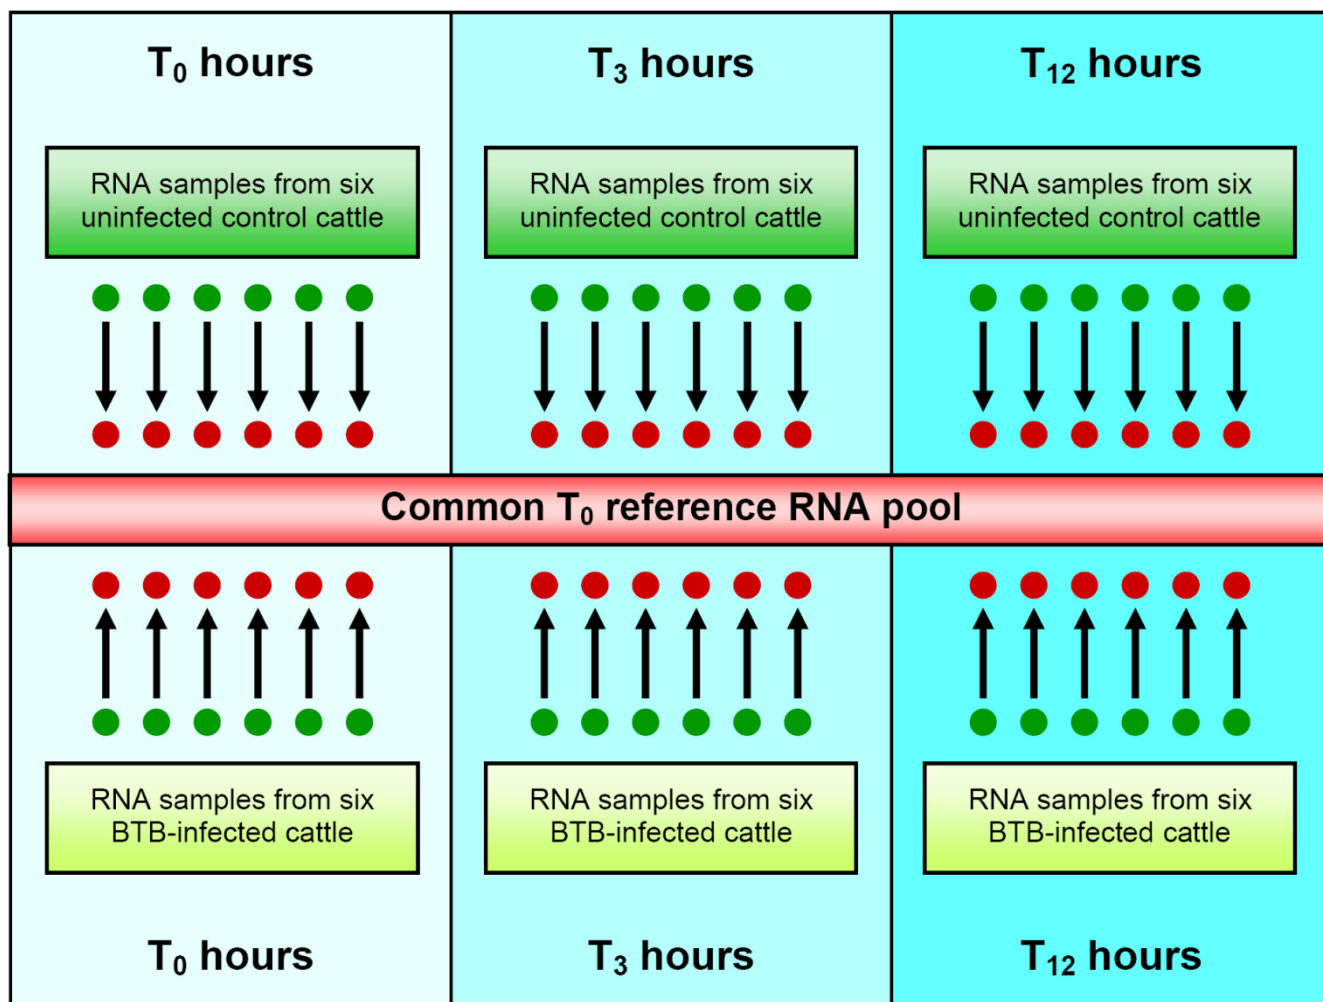 T₀ hours
T₃ hours
T₁₂ hours
RNA samples from six
uninfected control cattle
RNA samples from six
uninfected control cattle
RNA samples from six
uninfected control cattle
Common T₀ reference RNA pool
RNA samples from six
BTB-infected cattle
RNA samples from six
BTB-infected cattle
RNA samples from six
BTB-infected cattle
T₀ hours
T₃ hours
T₁₂ hours